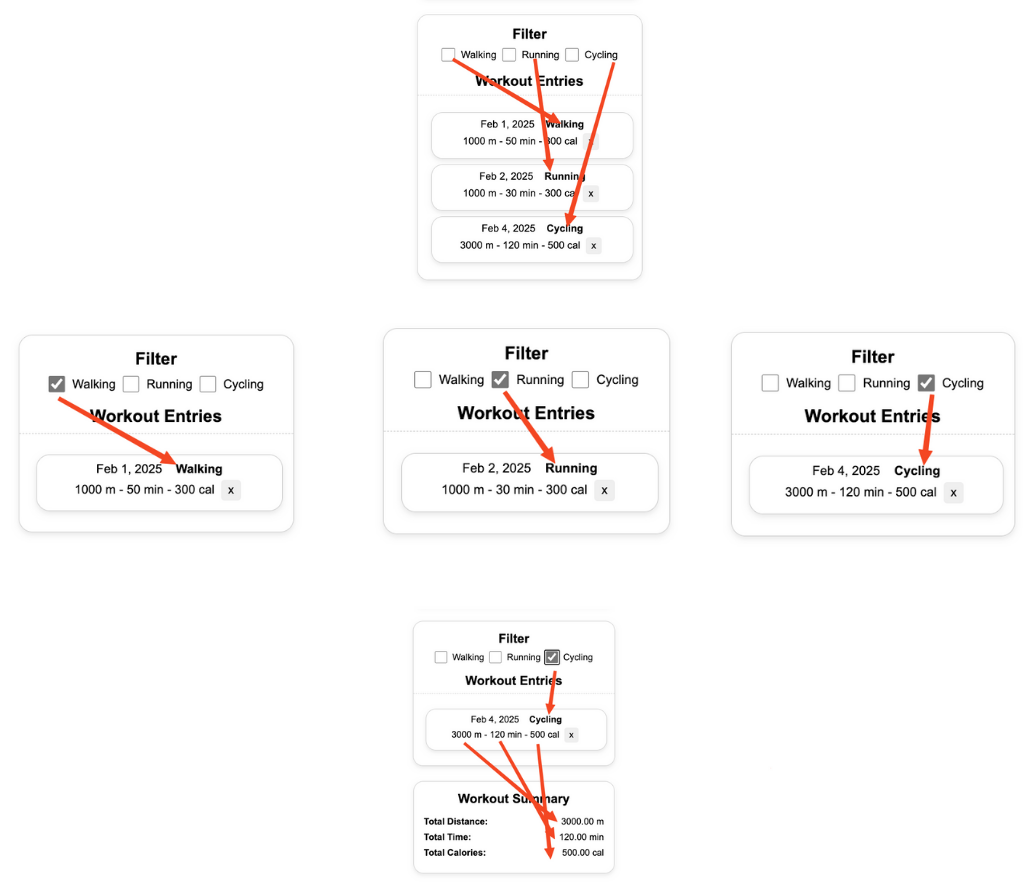 Filter
Walking Running Cycling
Workout Entries
Feb 1, 2025 Walking
1000 m - 50 min - 300 cal x
Feb 2, 2025 Running
1000 m - 30 min - 300 cal x
Feb 4, 2025 Cycling
3000 m - 120 min - 500 cal x
Filter
Walking Running Cycling
Workout Entries
Feb 1, 2025 Walking
1000 m - 50 min - 300 cal x
Filter
Walking Running Cycling
Workout Entries
Feb 2, 2025 Running
1000 m - 30 min - 300 cal x
Filter
Walking Running Cycling
Workout Entries
Feb 4, 2025 Cycling
3000 m - 120 min - 500 cal x
Filter
Walking Running Cycling
Workout Entries
Feb 4, 2025 Cycling
3000 m - 120 min - 500 cal x
Workout Summary
Total Distance: 3000.00 m
Total Time: 120.00 min
Total Calories: 500.00 cal